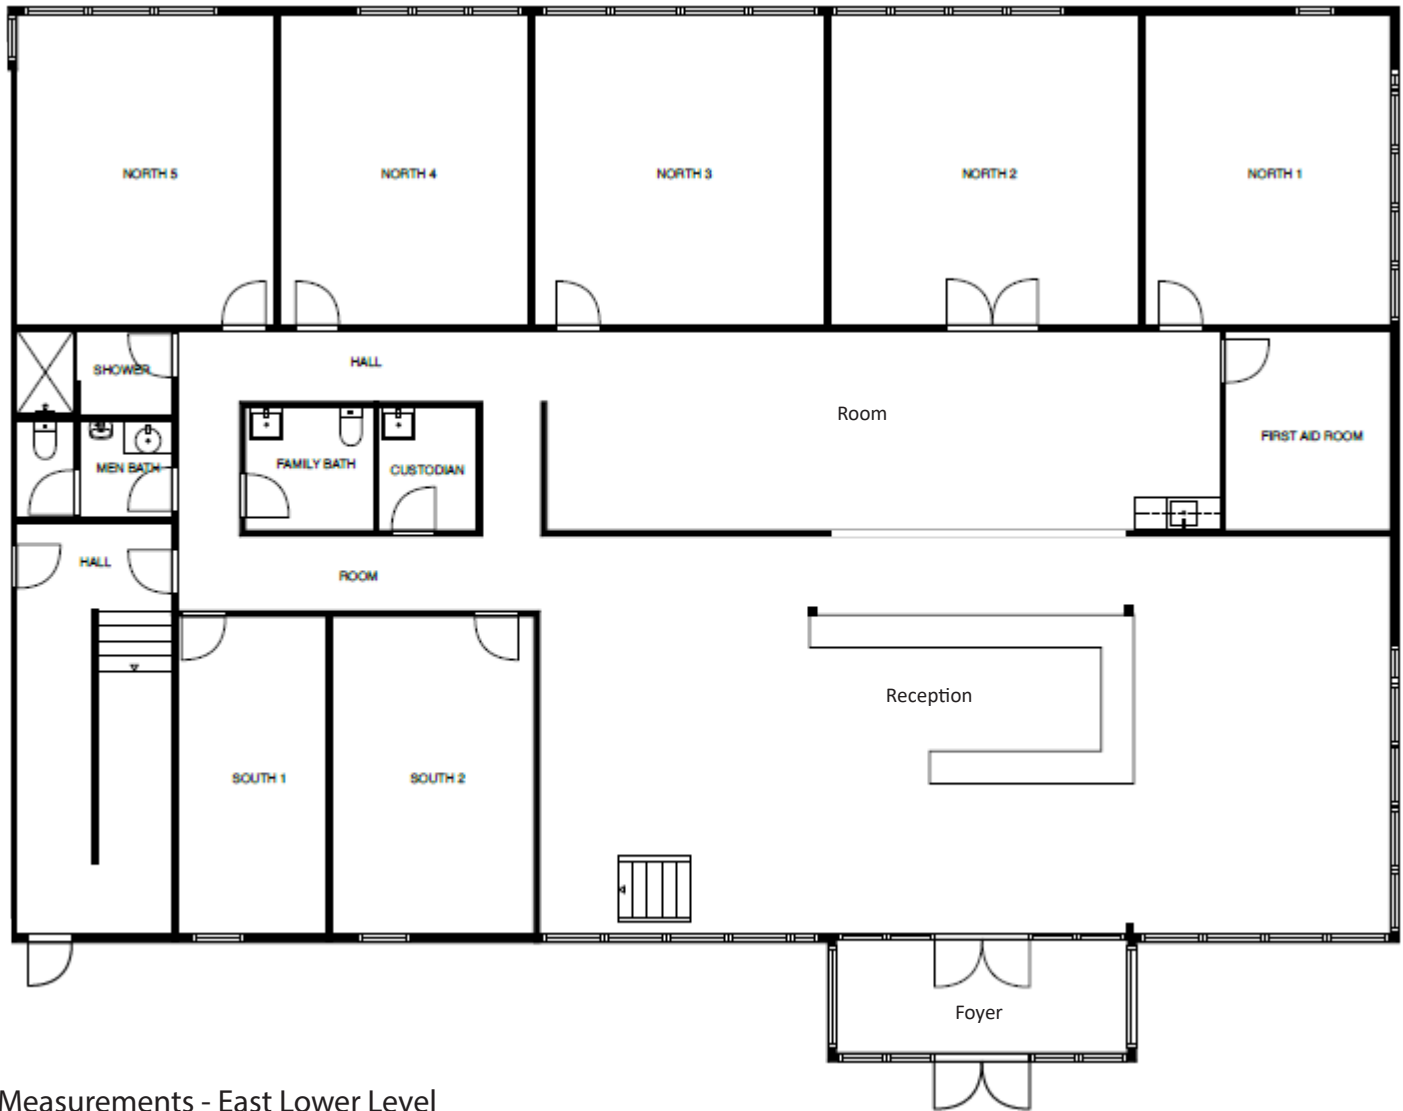 NORTH 5
NORTH 4
NORTH 3
NORTH 2
NORTH 1
HALL
SHOWER
Room
FIRST AID ROOM
MEN BATH
FAMILY BATH
CUSTODIAN
HALL
ROOM
Reception
SOUTH 1
SOUTH 2
Foyer
Measurements - East Lower Level